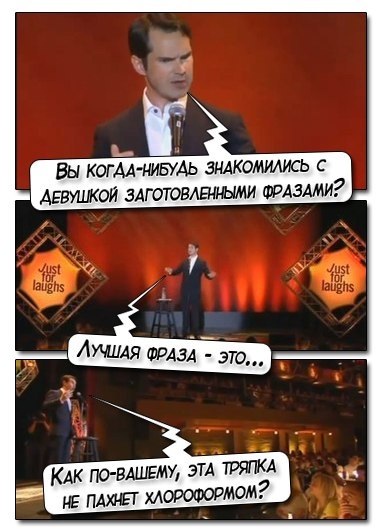 Вы когда-нибудь знакомились с
девушкой заготовленными фразами?
Just
for
laughs
Just
for
laughs
Лучшая фраза - это...
Как по-вашему, эта тряпка
не пахнет хлороформом?